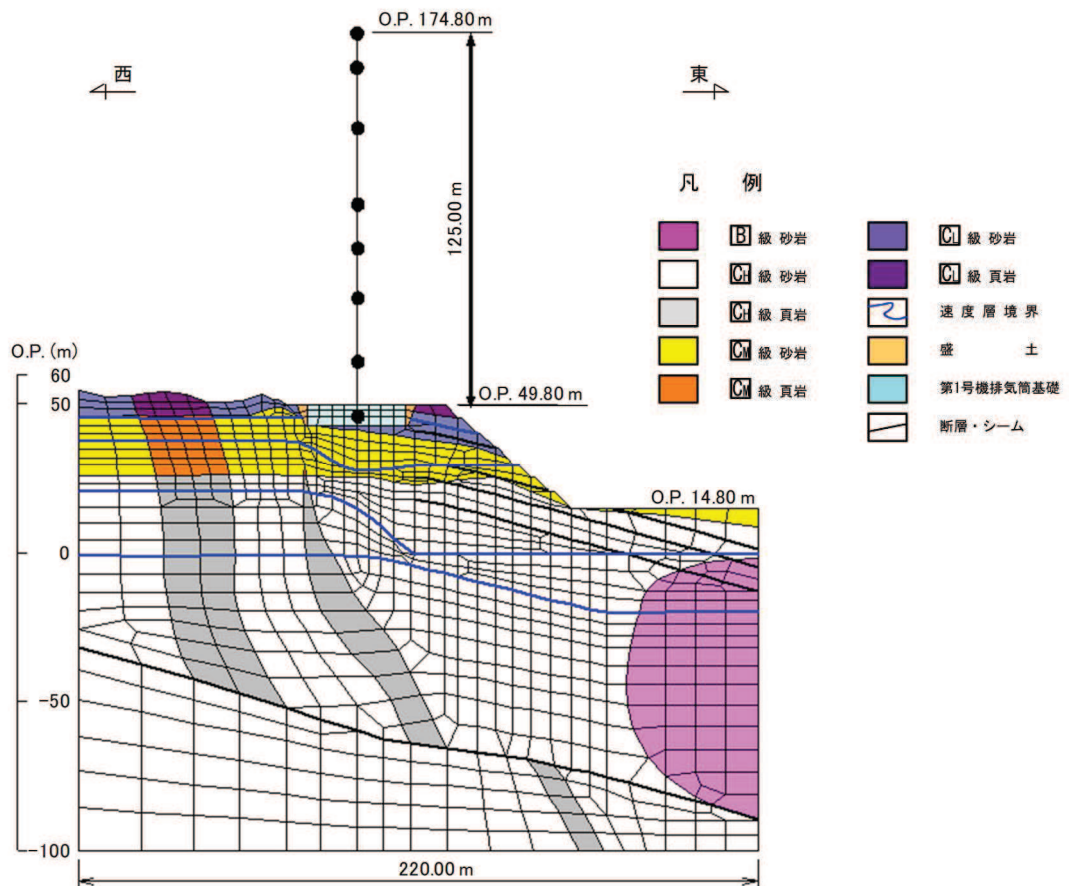 O.P. 174.80 m
西
東
125.00 m
凡 例
B 級 砂岩
CH 級 砂岩
CH 級 頁岩
CM 級 砂岩
CM 級 頁岩
CL 級 砂岩
CL 級 頁岩
速 度 層 境 界
盛 土
第1号機排気筒基礎
断層・シーム
O.P. (m)
60
50
0
-50
-100
O.P. 49.80 m
O.P. 14.80 m
220.00 m